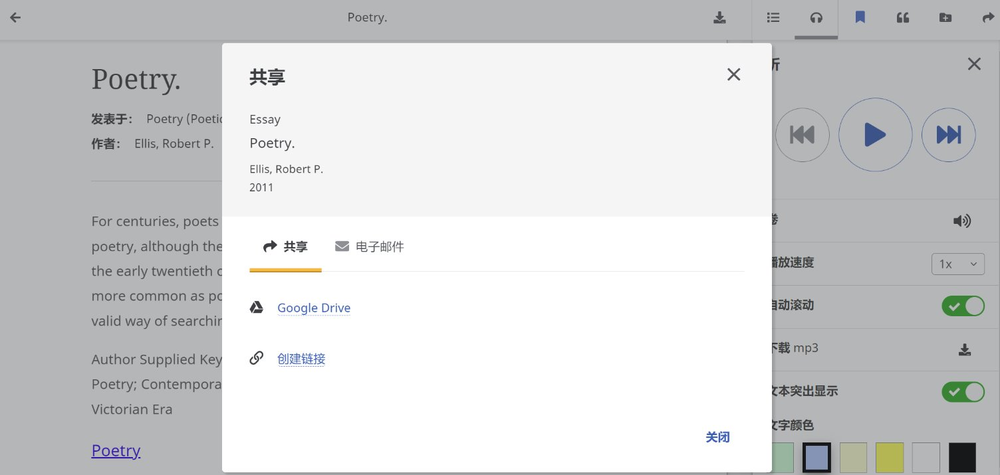 Poetry.
Poetry.
发表于： Poetry (Poetic
作者： Ellis, Robert P.
For centuries, poets
poetry, although the
the early twentieth c
more common as po
valid way of searchin
Author Supplied Key
Poetry; Contempora
Victorian Era
Poetry
共享
Essay
Poetry.
Ellis, Robert P.
2011
共享 电子邮件
Google Drive
创建链接
关闭
播放速度
1x
自动滚动
下载 mp3
文本突出显示
文字颜色